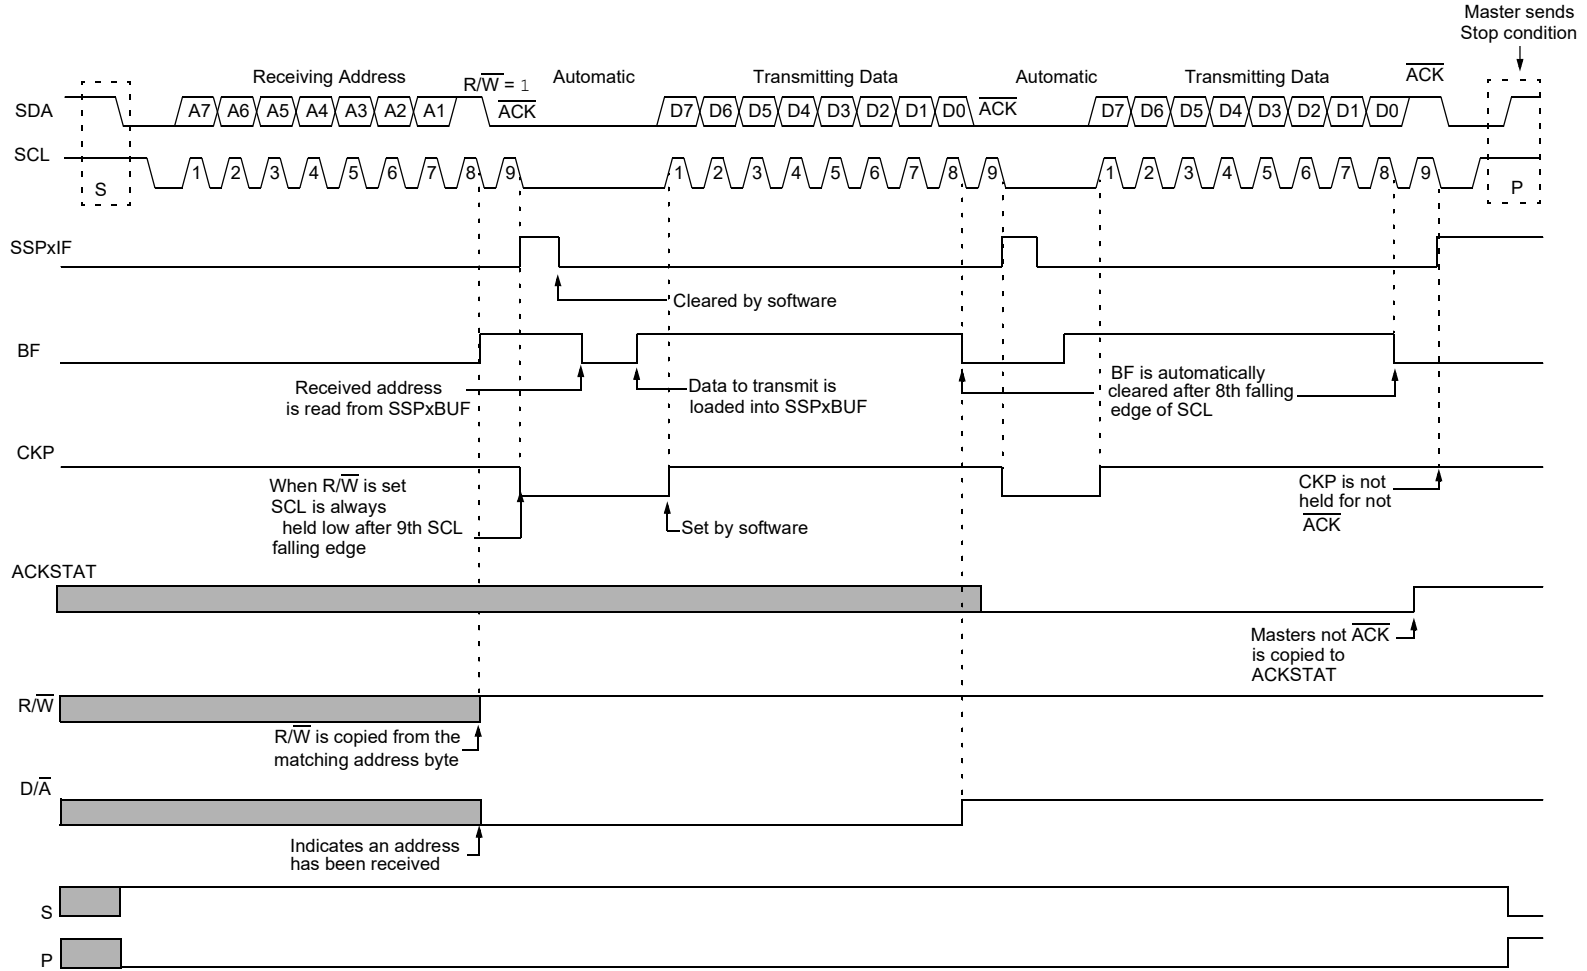 Master sends
Stop condition
Receiving Address
R/W̅ = 1
Automatic
Transmitting Data
Automatic
Transmitting Data
A̅C̅K̅
SDA
A7 A6 A5 A4 A3 A2 A1
A̅C̅K̅
D7 D6 D5 D4 D3 D2 D1 D0
A̅C̅K̅
D7 D6 D5 D4 D3 D2 D1 D0
SCL
S
1 2 3 4 5 6 7 8 9
1 2 3 4 5 6 7 8 9
1 2 3 4 5 6 7 8 9
P
SSPxIF
Cleared by software
BF
Received address
is read from SSPxBUF
Data to transmit is
loaded into SSPxBUF
BF is automatically
cleared after 8th falling
edge of SCL
CKP
When R/W̅ is set
SCL is always
held low after 9th SCL
falling edge
Set by software
CKP is not
held for not
A̅C̅K̅
ACKSTAT
Masters not A̅C̅K̅
is copied to
ACKSTAT
R/W̅
R/W̅ is copied from the
matching address byte
D/A̅
Indicates an address
has been received
S
P